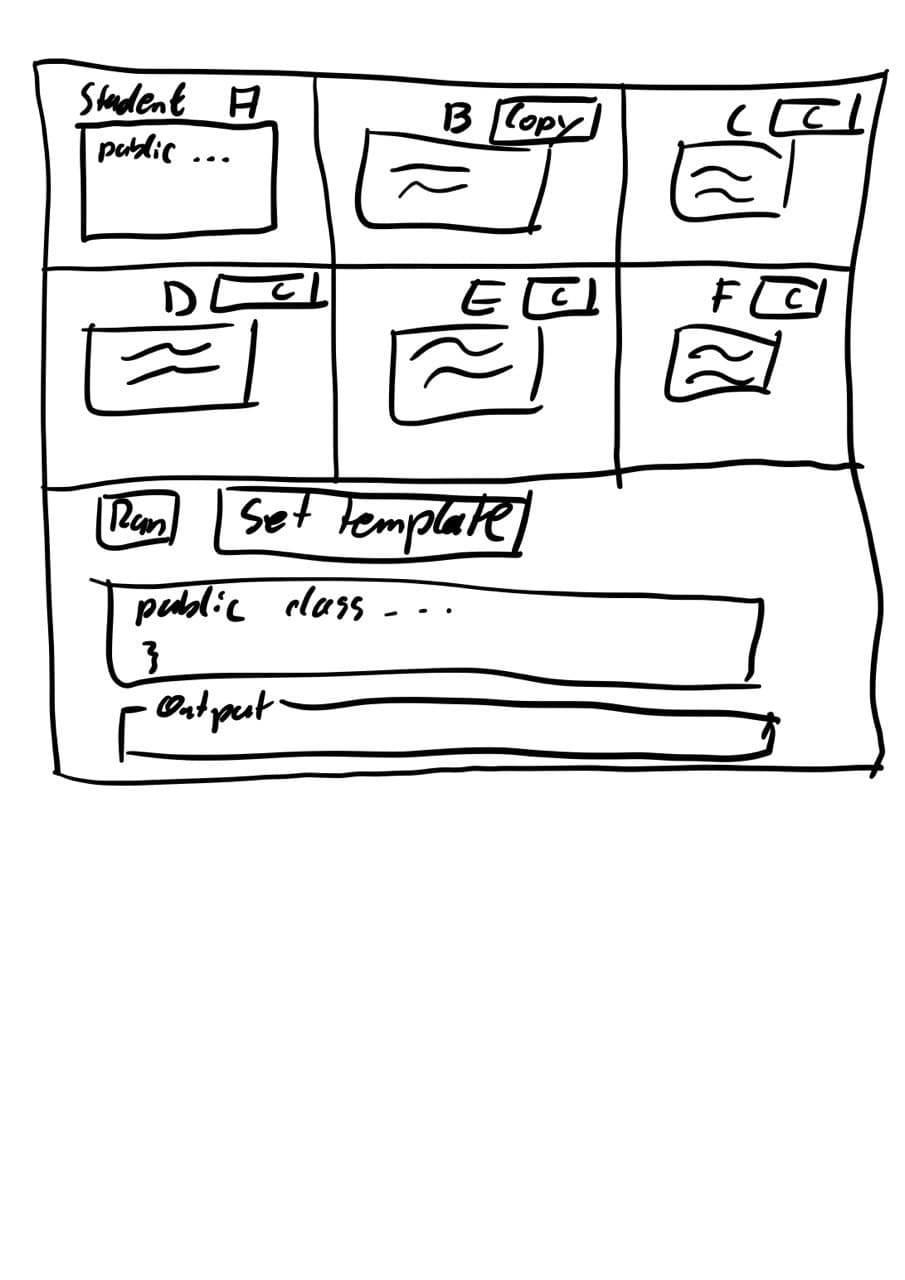 Student A
public ...
B Copy
C C
D C
E C
F C
Run Set template
public class ...
}
Output